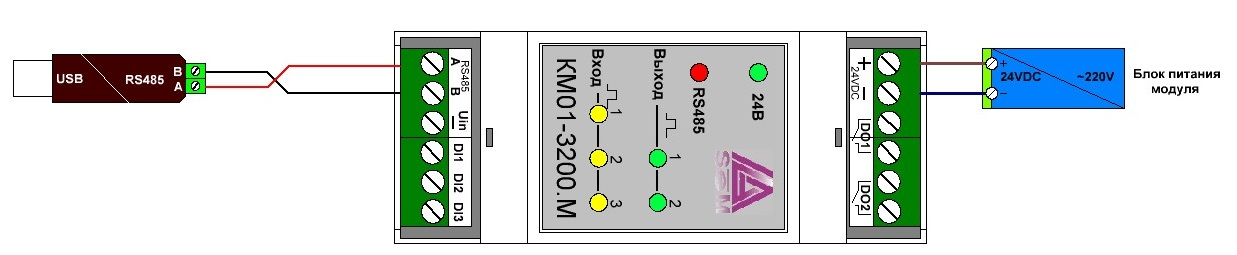 USB
RS485
B
A
A
B
RS485
Uin
DI1
DI2
DI3
КМ01-3200.М
Вход
1
2
3
Выход
1
2
RS485
24В
SEM
+
24VDC
DO1
DO2
+
24VDC
~220V
Блок питания
модуля